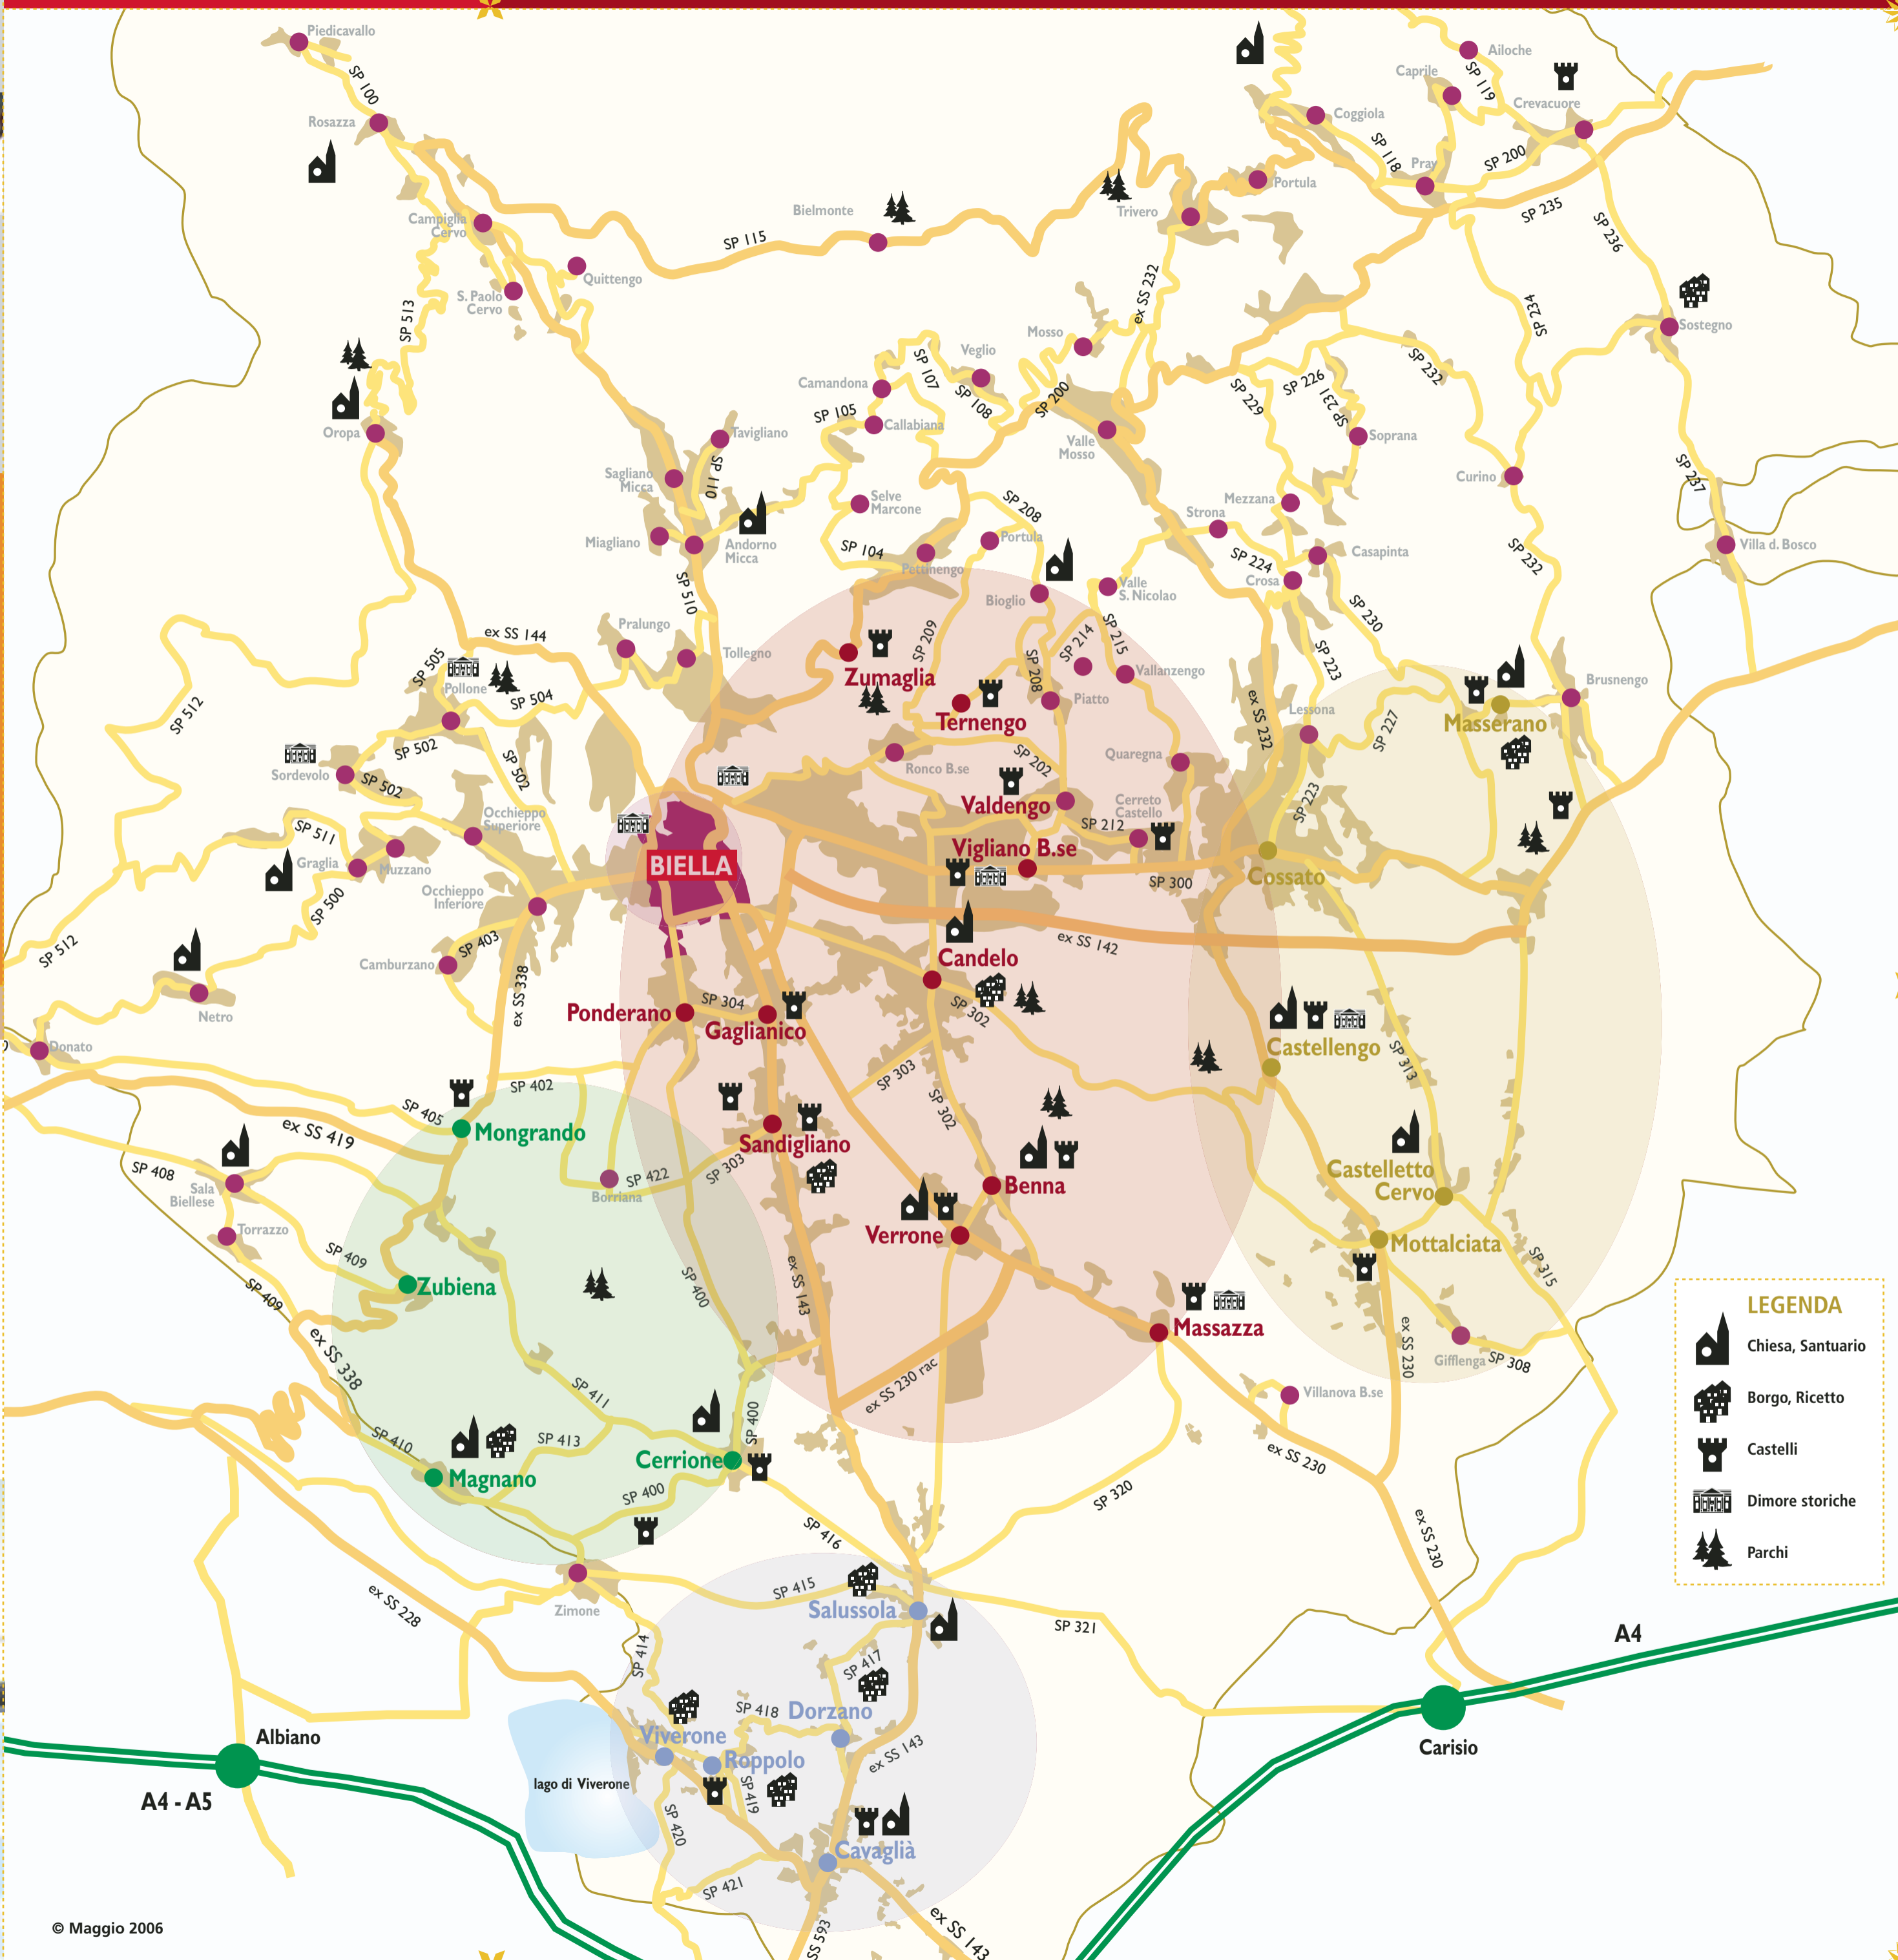 Piedicavallo
SP 100
Rosazza
Campiglia
Cervo
S. Paolo
Cervo
Quittengo
SP 513
SP 115
Bielmonte
Trivero
Portula
Coggiola
SP 118
Caprile
Ailoche
SP 119
Crevacuore
Pray
SP 200
SP 235
SP 236
SP 234
Sostegno
ex SS 232
Mosso
Veglio
SP 107
SP 108
SP 200
Camandona
SP 105
Callabiana
Valle
Mosso
SP 229
SP 226
SP 231
SP 232
Soprana
Curino
SP 237
Villa d. Bosco
Oropa
Tavigliano
Sagliano
Micca
SP 110
Miagliano
Andorno
Micca
Selve
Marcone
SP 104
Pettinengo
SP 208
Portula
Bioglio
Mezzana
Strona
SP 224
Crosa
Casapinta
SP 232
Valle
S. Nicolao
SP 230
SP 510
ex SS 144
Pralungo
Tollegno
SP 505
Pollone
SP 504
SP 512
SP 502
Sordevolo
SP 502
SP 502
Zumaglia
SP 209
SP 214
SP 215
SP 208
Piatto
Vallanzengo
Ternengo
ex SS 232
SP 223
Lessona
SP 227
Masserano
Brusnengo
Ronco B.se
SP 202
Quaregna
Valdengo
Cerreto
Castello
SP 212
SP 223
Occhieppo
Superiore
SP 511
Graglia
Muzzano
SP 500
Occhieppo
Inferiore
BIELLA
Vigliano B.se
SP 300
Cossato
SP 512
SP 403
Camburzano
ex SS 338
Netro
Donato
ex SS 142
Candelo
SP 302
Ponderano
SP 304
Gaglianico
SP 303
Castellengo
SP 313
SP 402
SP 405
ex SS 419
Mongrando
Sandigliano
SP 302
SP 408
Sala
Biellese
Torrazzo
Borriana
SP 422
SP 303
Benna
Verrone
Castelletto
Cervo
Mottalciata
SP 315
SP 409
SP 409
Zubiena
SP 400
ex SS 143
Massazza
ex SS 230
Gifflenga
SP 308
ex SS 338
SP 411
ex SS 230 rac
Villanova B.se
LEGENDA
Chiesa, Santuario
Borgo, Ricetto
Castelli
Dimore storiche
Parchi
SP 410
SP 413
SP 400
Magnano
Cerrione
SP 400
ex SS 230
SP 320
SP 416
ex SS 230
ex SS 228
Zimone
SP 415
Salussola
SP 321
SP 414
SP 417
A4
SP 418
Dorzano
Viverone
Roppolo
ex SS 143
Albiano
lago di Viverone
SP 419
SP 420
Carisio
A4 - A5
Cavaglià
SP 421
SS 593
ex SS 143
© Maggio 2006